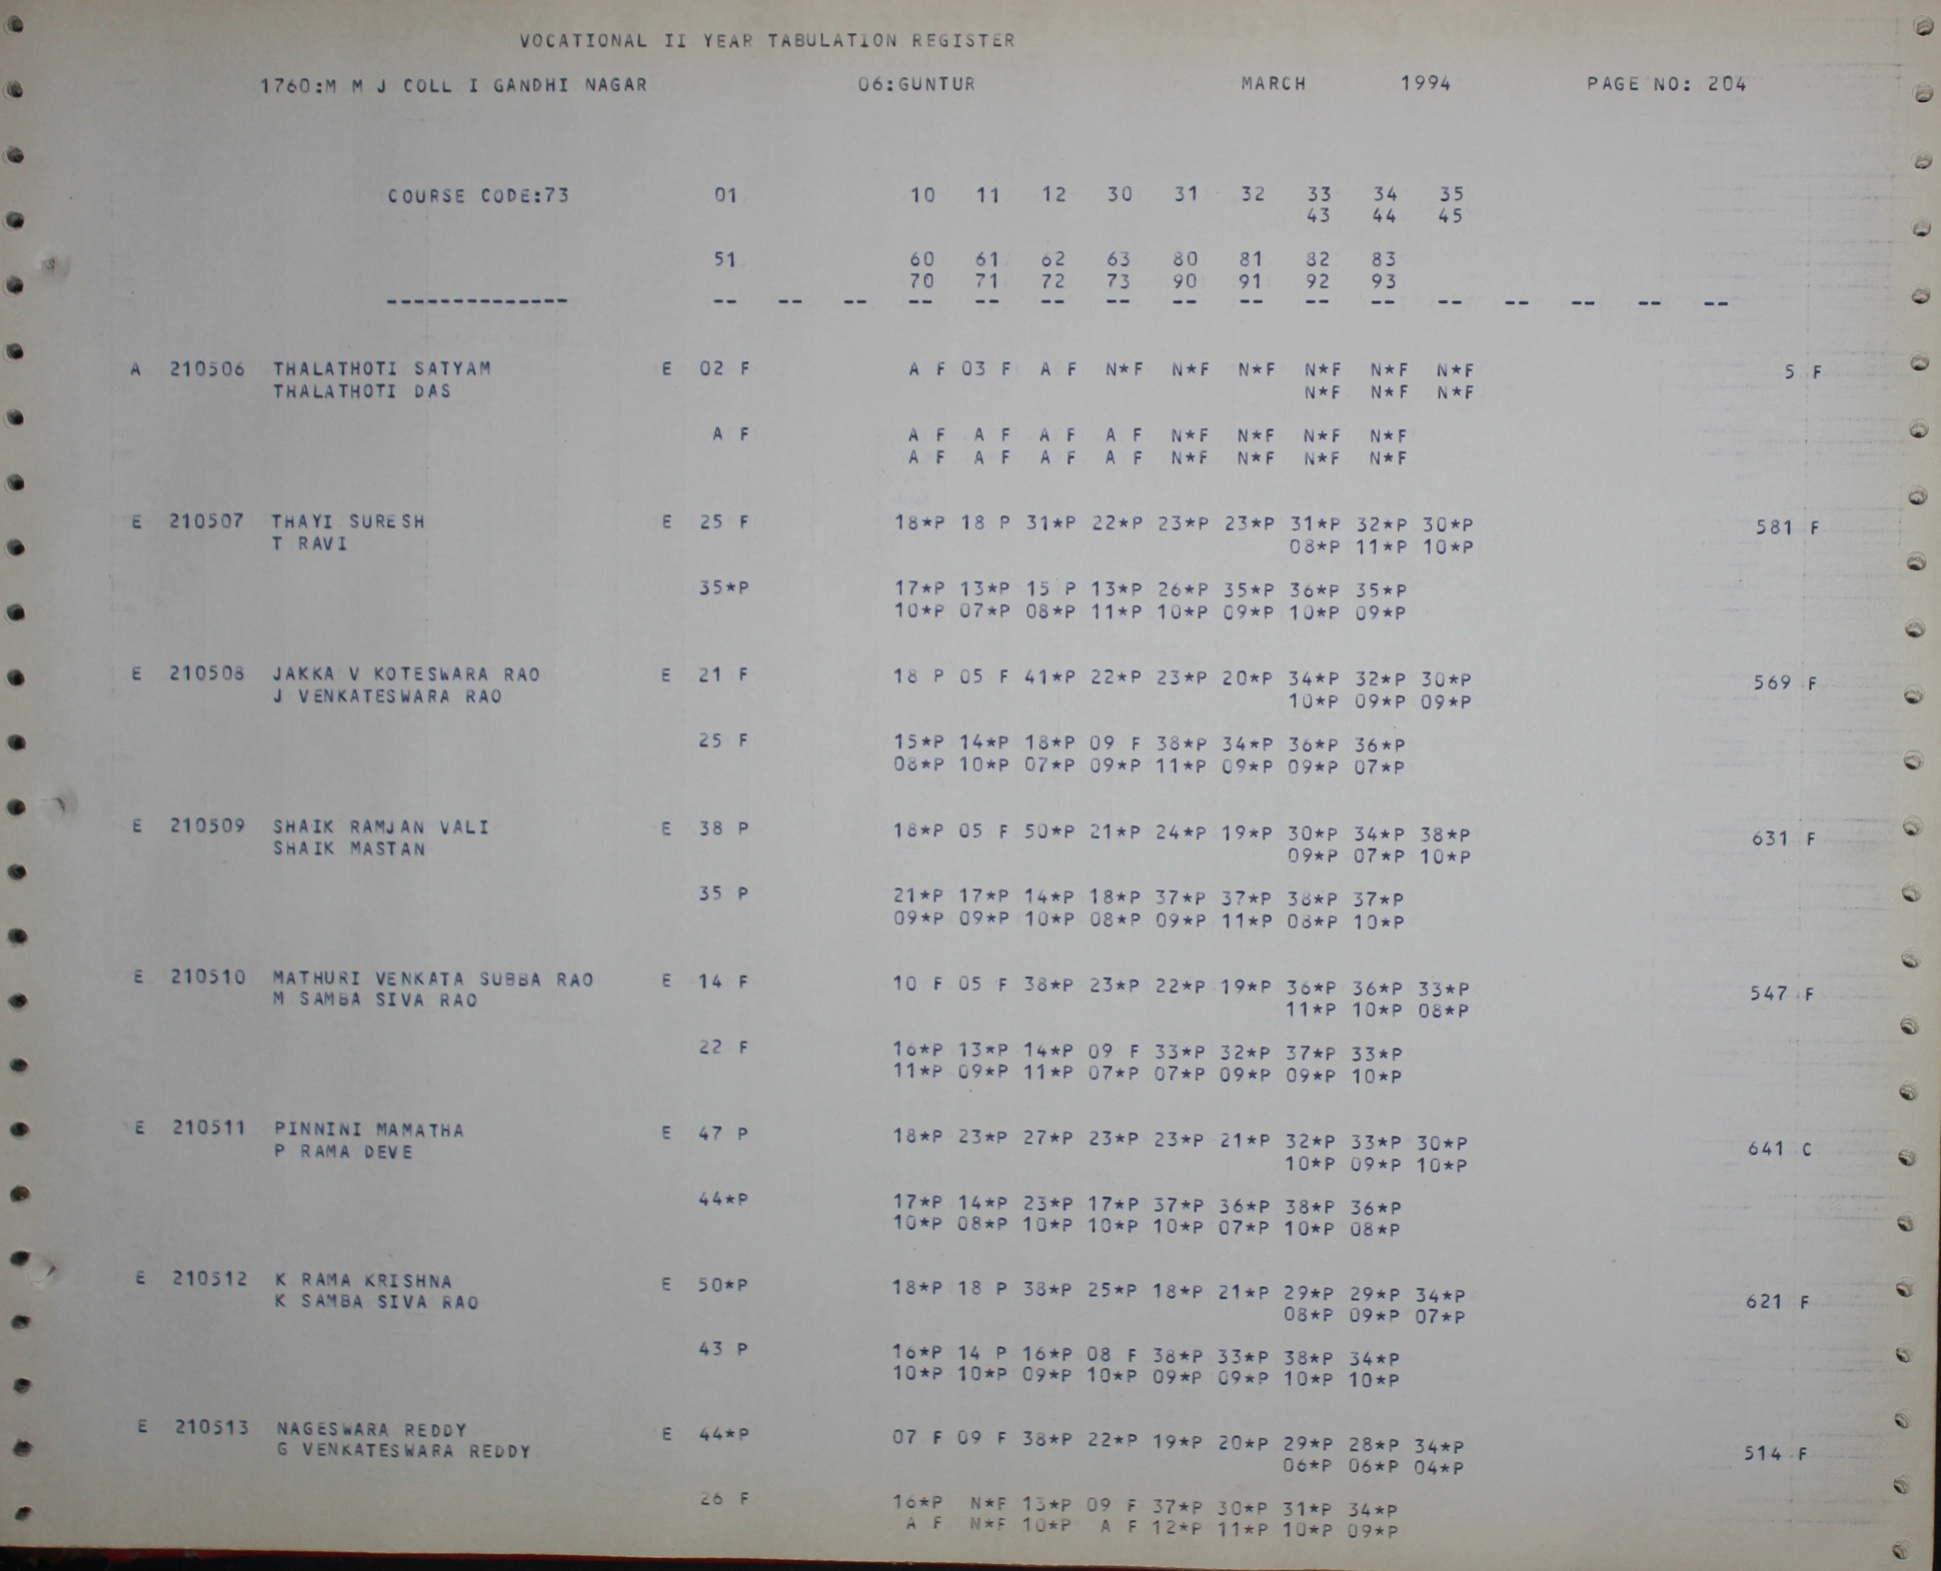 VOCATIONAL II YEAR TABULATION REGISTER
1760:M M J COLL I GANDHI NAGAR 06:GUNTUR MARCH 1994 PAGE NO: 204
COURSE CODE:73 01 10 11 12 30 31 32 33 34 35
43 44 45
51 60 61 62 63 80 81 82 83
70 71 72 73 90 91 92 93
-------------- -- -- -- -- -- -- -- -- -- -- -- -- -- -- -- --
A 210506 THALATHOTI SATYAM E 02 F A F 03 F A F N*F N*F N*F N*F N*F N*F 5 F
THALATHOTI DAS N*F N*F N*F
A F A F A F A F A F N*F N*F N*F N*F
A F A F A F A F N*F N*F N*F N*F
E 210507 THAYI SURESH E 25 F 18*P 18 P 31*P 22*P 23*P 23*P 31*P 32*P 30*P 581 F
T RAVI 08*P 11*P 10*P
35*P 17*P 13*P 15 P 13*P 26*P 35*P 36*P 35*P
10*P 07*P 08*P 11*P 10*P 09*P 10*P 09*P
E 210508 JAKKA V KOTESWARA RAO E 21 F 18 P 05 F 41*P 22*P 23*P 20*P 34*P 32*P 30*P 569 F
J VENKATESWARA RAO 10*P 09*P 09*P
25 F 15*P 14*P 18*P 09 F 38*P 34*P 36*P 36*P
08*P 10*P 07*P 09*P 11*P 09*P 09*P 07*P
E 210509 SHAIK RAMJAN VALI E 38 P 18*P 05 F 50*P 21*P 24*P 19*P 30*P 34*P 38*P 631 F
SHAIK MASTAN 09*P 07*P 10*P
35 P 21*P 17*P 14*P 18*P 37*P 37*P 38*P 37*P
09*P 09*P 10*P 08*P 09*P 11*P 08*P 10*P
E 210510 MATHURI VENKATA SUBBA RAO E 14 F 10 F 05 F 38*P 23*P 22*P 19*P 36*P 36*P 33*P 547 F
M SAMBA SIVA RAO 11*P 10*P 08*P
22 F 16*P 13*P 14*P 09 F 33*P 32*P 37*P 33*P
11*P 09*P 11*P 07*P 07*P 09*P 09*P 10*P
E 210511 PINNINI MAMATHA E 47 P 18*P 23*P 27*P 23*P 23*P 21*P 32*P 33*P 30*P 641 C
P RAMA DEVE 10*P 09*P 10*P
44*P 17*P 14*P 23*P 17*P 37*P 36*P 38*P 36*P
10*P 08*P 10*P 10*P 10*P 07*P 10*P 08*P
E 210512 K RAMA KRISHNA E 50*P 18*P 18 P 38*P 25*P 18*P 21*P 29*P 29*P 34*P 621 F
K SAMBA SIVA RAO 08*P 09*P 07*P
43 P 16*P 14 P 16*P 08 F 38*P 33*P 38*P 34*P
10*P 10*P 09*P 10*P 09*P 09*P 10*P 10*P
E 210513 NAGESWARA REDDY E 44*P 07 F 09 F 38*P 22*P 19*P 20*P 29*P 28*P 34*P 514 F
G VENKATESWARA REDDY 06*P 06*P 04*P
26 F 16*P N*F 13*P 09 F 37*P 30*P 31*P 34*P
A F N*F 10*P A F 12*P 11*P 10*P 09*P